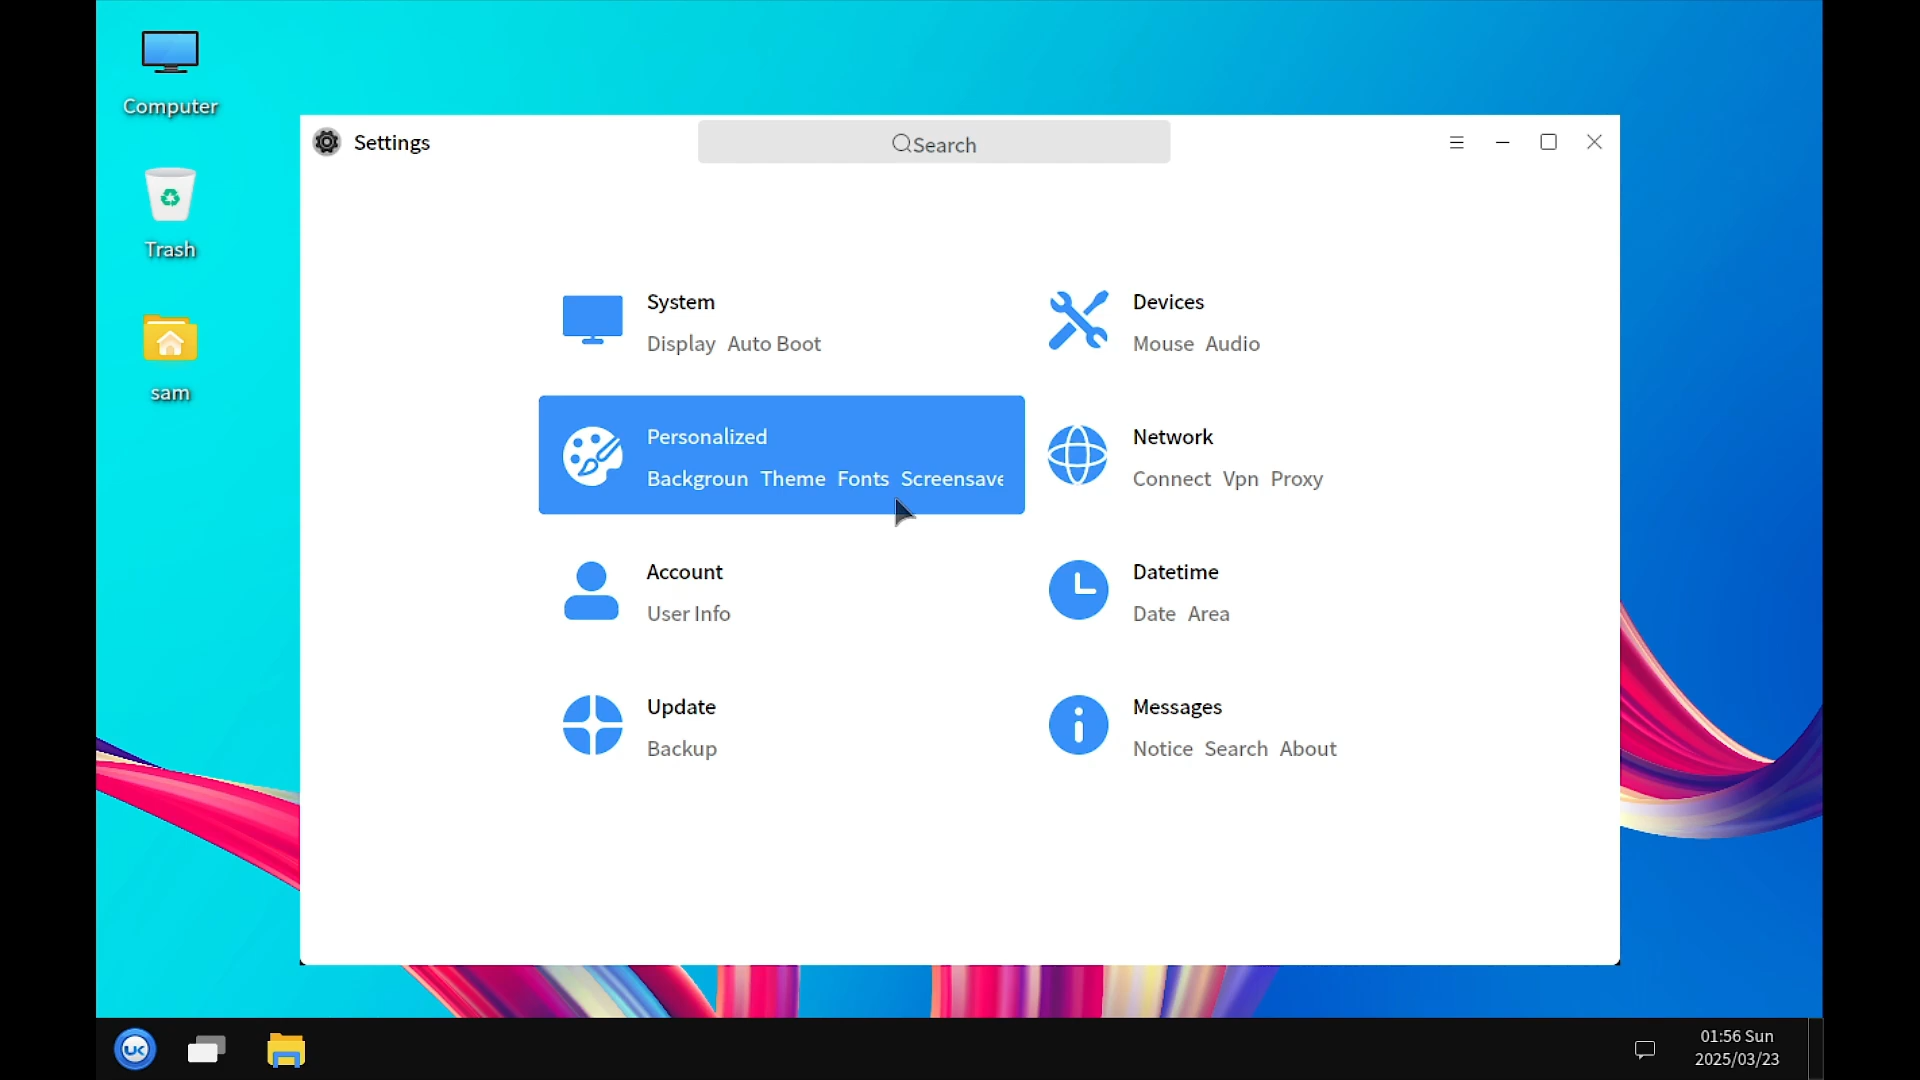 Computer
Trash
sam
Settings
Search
System
Display Auto Boot
Devices
Mouse Audio
Personalized
Backgroun Theme Fonts Screensave
Network
Connect Vpn Proxy
Account
User Info
Datetime
Date Area
Update
Backup
Messages
Notice Search About
UK
01:56 Sun
2025/03/23